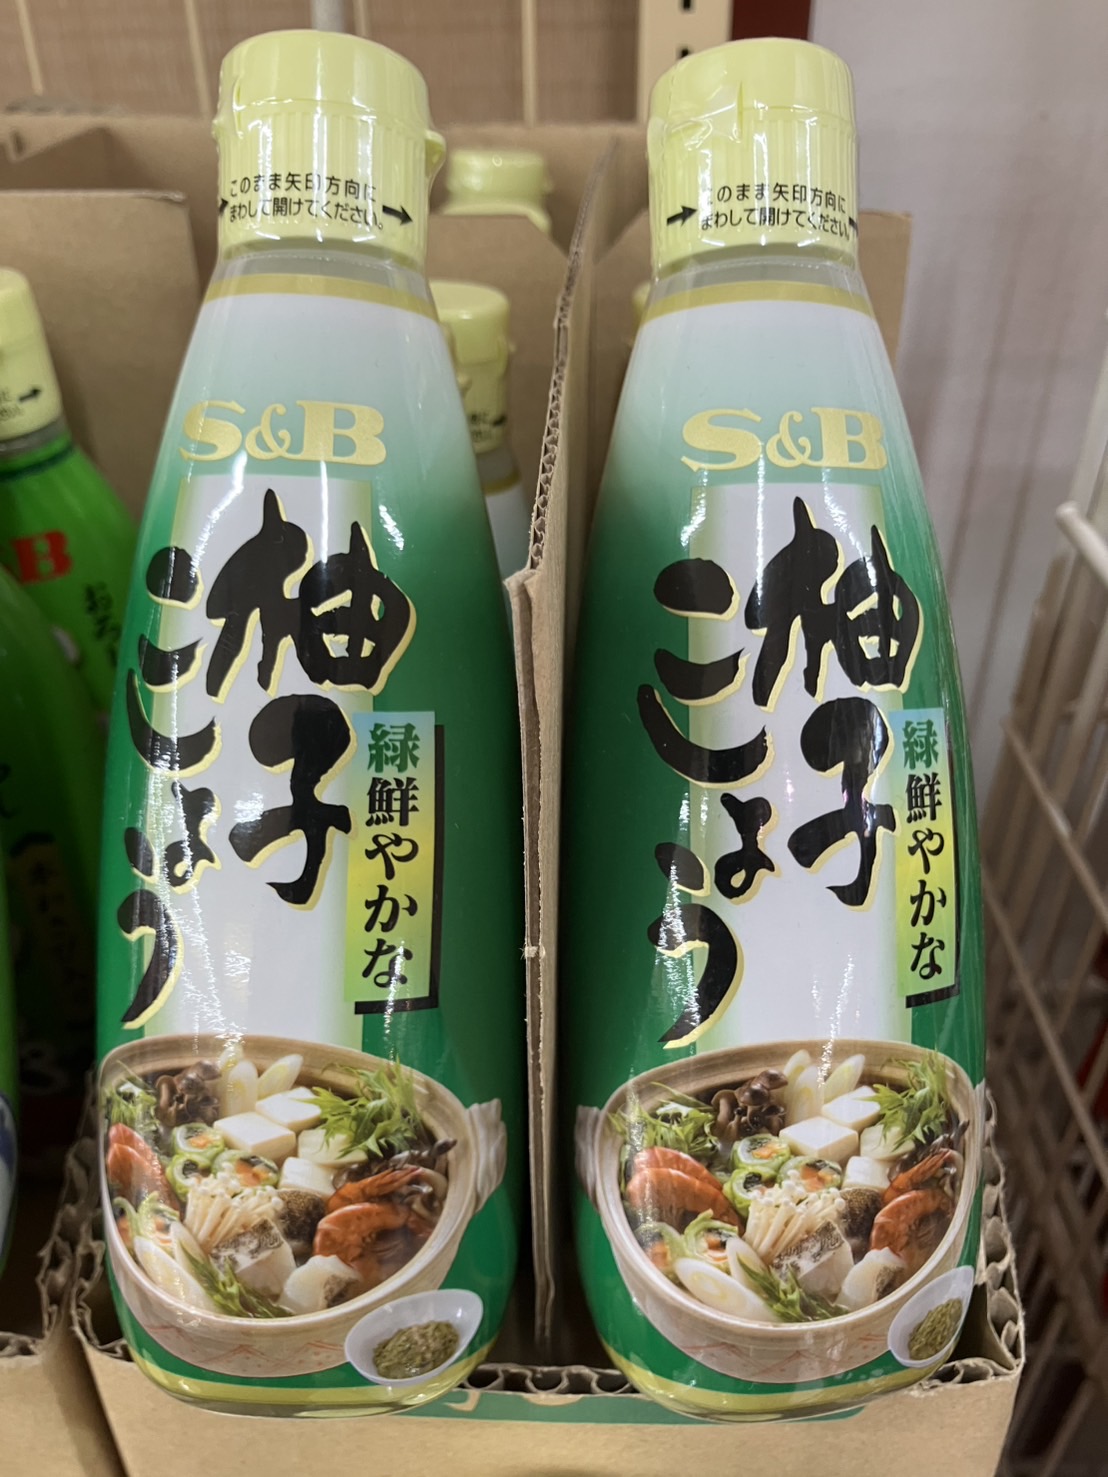 このまま矢印方向に
まわして開けてください。
S&B
柚子
こしょう
緑鮮やかな
このまま矢印方向に
まわして開けてください。
S&B
柚子
こしょう
緑鮮やかな
B